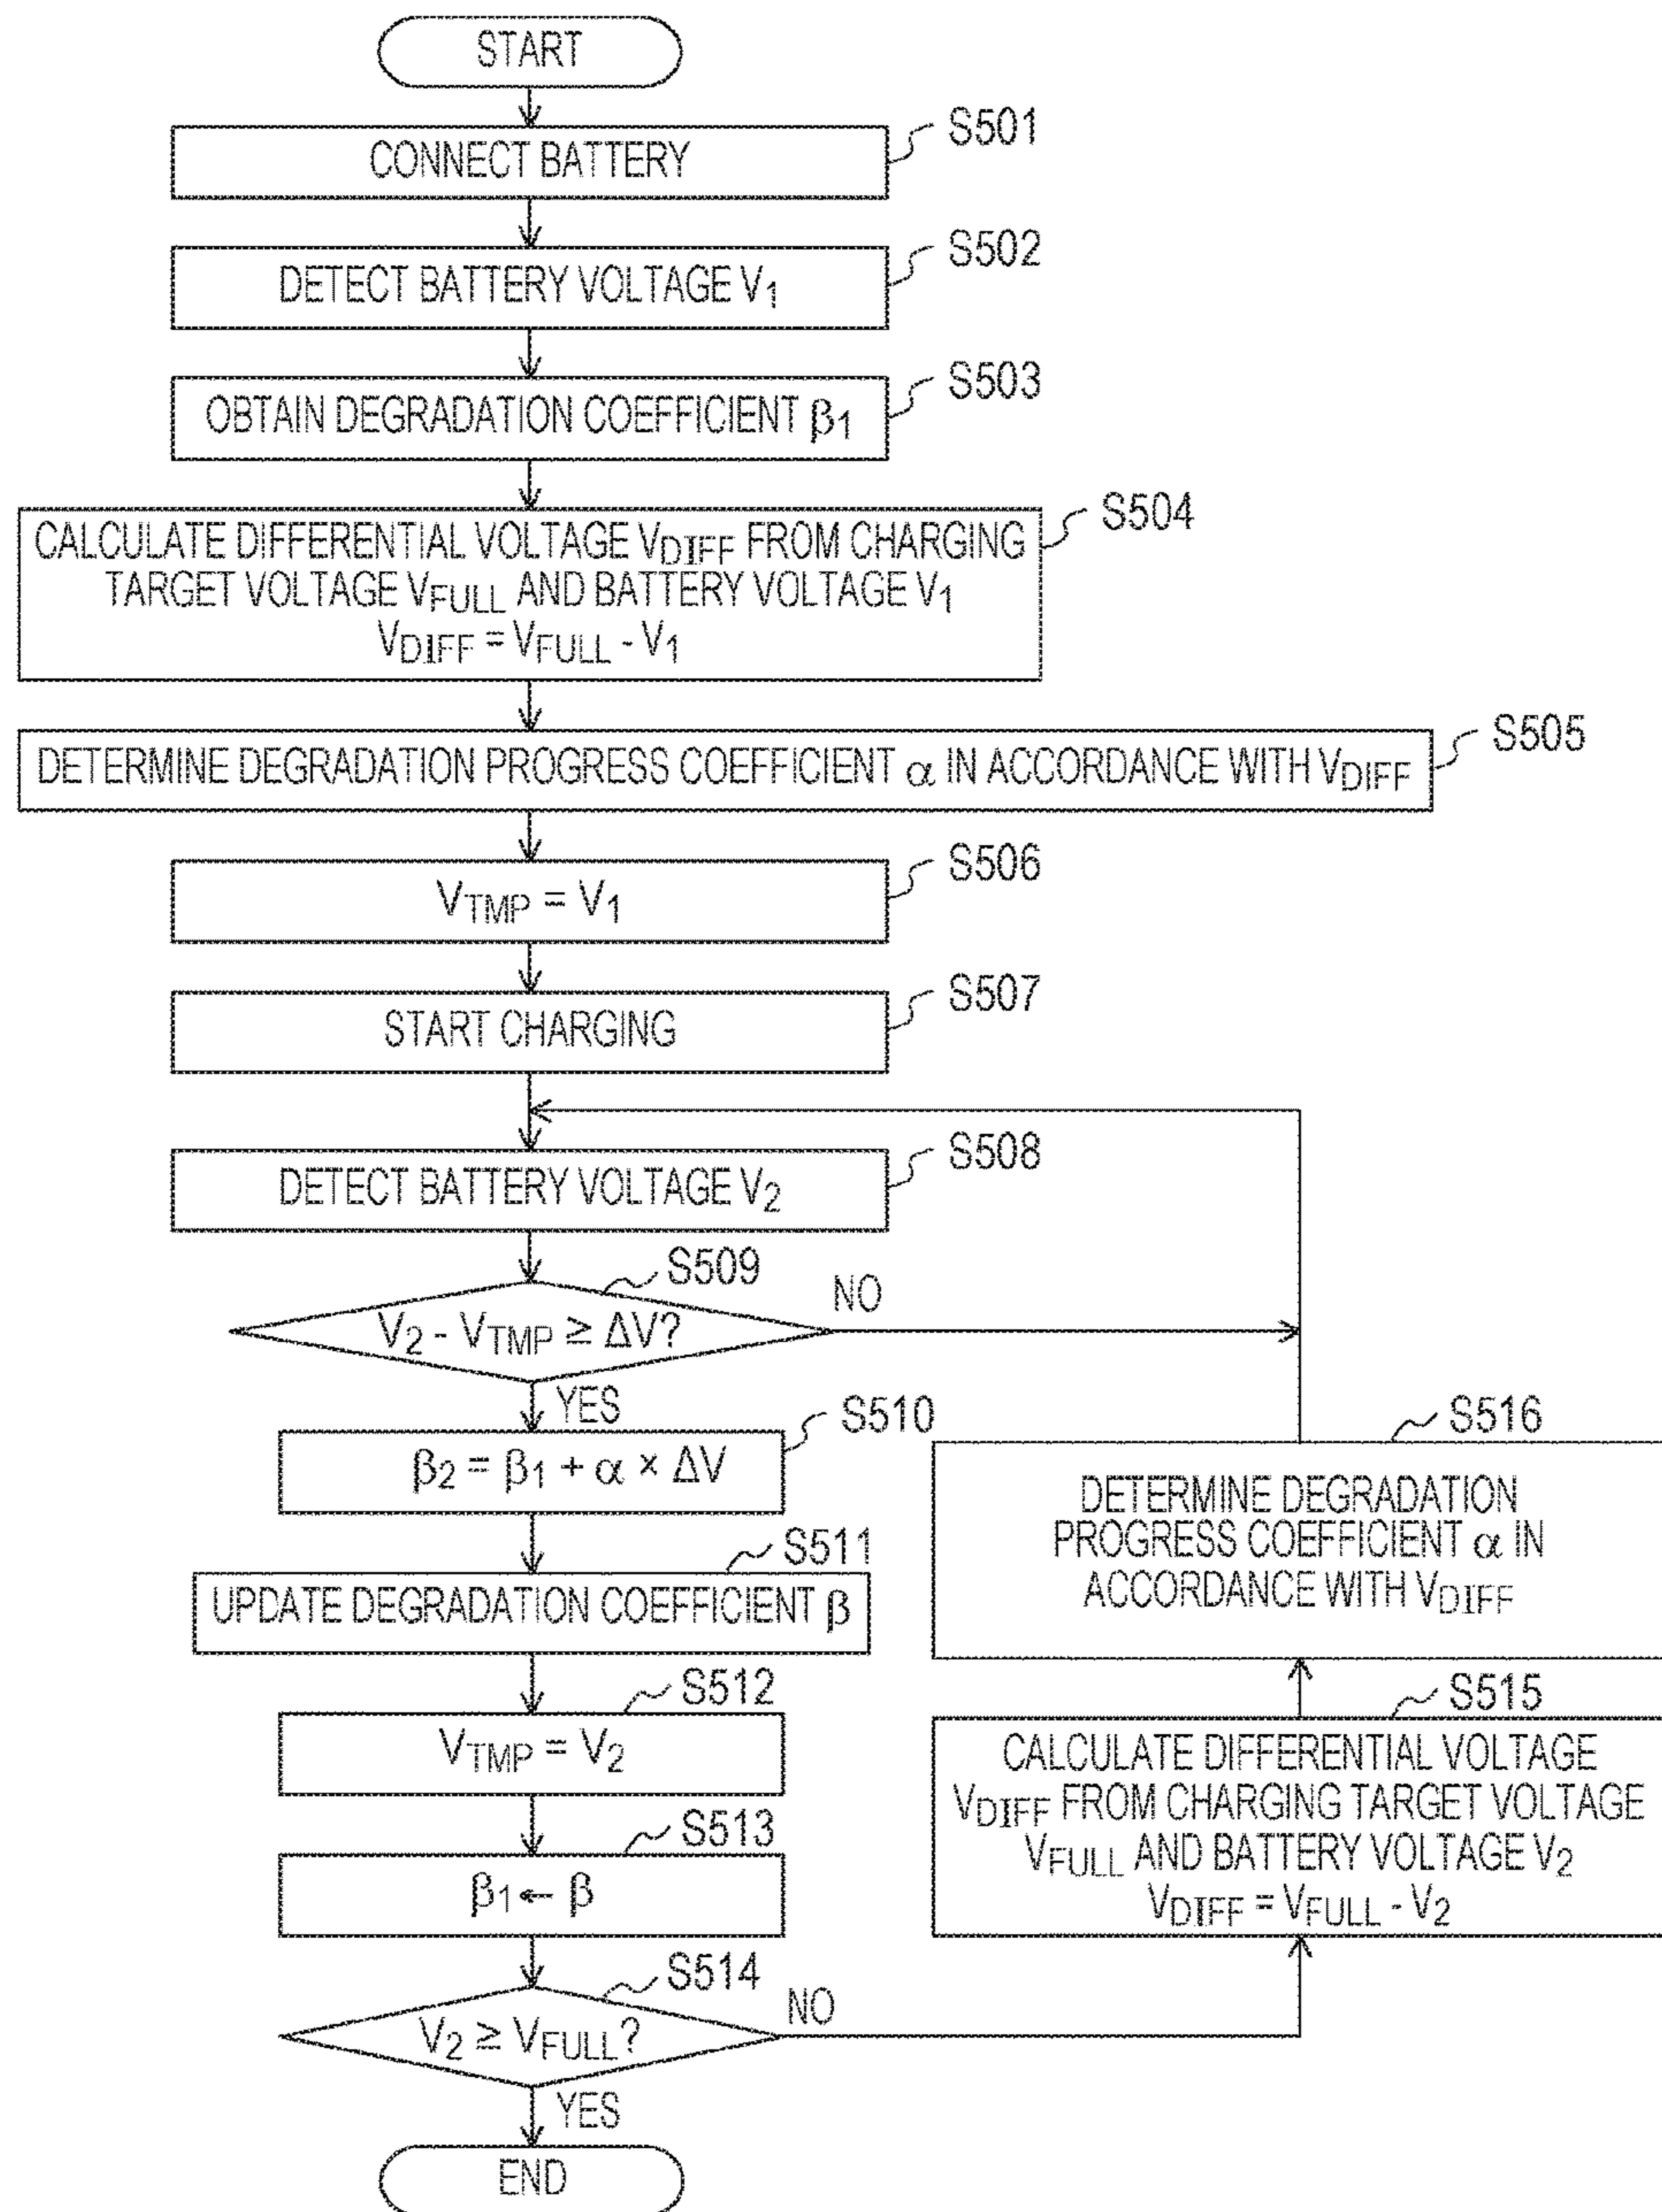 START
CONNECT BATTERY
S501
DETECT BATTERY VOLTAGE V1
S502
OBTAIN DEGRADATION COEFFICIENT β1
S503
CALCULATE DIFFERENTIAL VOLTAGE VDIFF FROM CHARGING
TARGET VOLTAGE VFULL AND BATTERY VOLTAGE V1
VDIFF = VFULL - V1
S504
DETERMINE DEGRADATION PROGRESS COEFFICIENT α IN ACCORDANCE WITH VDIFF
S505
VTMP = V1
S506
START CHARGING
S507
DETECT BATTERY VOLTAGE V2
S508
V2 - VTMP ≥ ΔV?
S509
NO
YES
β2 = β1 + α × ΔV
S510
UPDATE DEGRADATION COEFFICIENT β
S511
VTMP = V2
S512
β1 ← β
S513
V2 ≥ VFULL?
S514
NO
YES
END
S516
DETERMINE DEGRADATION
PROGRESS COEFFICIENT α IN
ACCORDANCE WITH VDIFF
S515
CALCULATE DIFFERENTIAL VOLTAGE
VDIFF FROM CHARGING TARGET VOLTAGE
VFULL AND BATTERY VOLTAGE V2
VDIFF = VFULL - V2